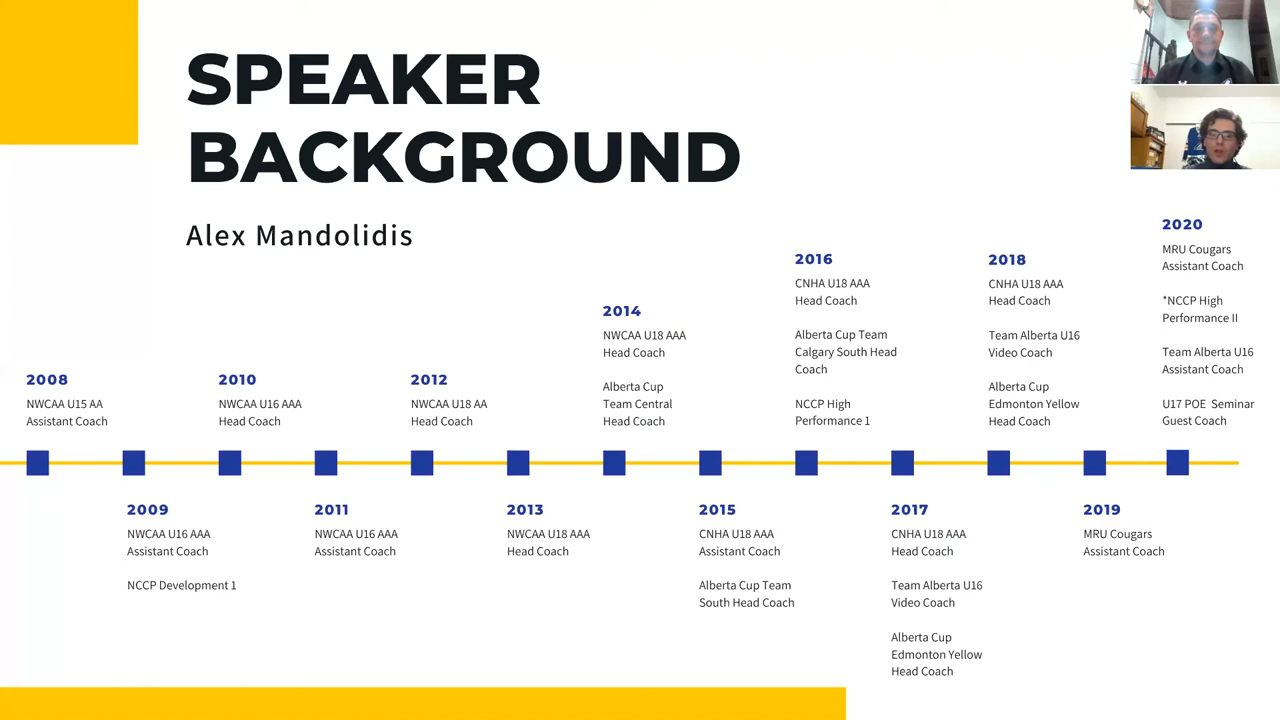 SPEAKER
BACKGROUND
Alex Mandolidis
2008
NWCAA U15 AA
Assistant Coach
2009
NWCAA U16 AAA
Assistant Coach
NCCP Development 1
2010
NWCAA U16 AAA
Head Coach
2011
NWCAA U16 AAA
Assistant Coach
2012
NWCAA U18 AA
Head Coach
2013
NWCAA U18 AAA
Head Coach
2014
NWCAA U18 AAA
Head Coach
Alberta Cup
Team Central
Head Coach
2015
CNHA U18 AAA
Assistant Coach
Alberta Cup Team
South Head Coach
2016
CNHA U18 AAA
Head Coach
Alberta Cup Team
Calgary South Head
Coach
NCCP High
Performance 1
2017
CNHA U18 AAA
Head Coach
Team Alberta U16
Video Coach
Alberta Cup
Edmonton Yellow
Head Coach
2018
CNHA U18 AAA
Head Coach
Team Alberta U16
Video Coach
Alberta Cup
Edmonton Yellow
Head Coach
2019
MRU Cougars
Assistant Coach
2020
MRU Cougars
Assistant Coach
*NCCP High
Performance II
Team Alberta U16
Assistant Coach
U17 POE Seminar
Guest Coach